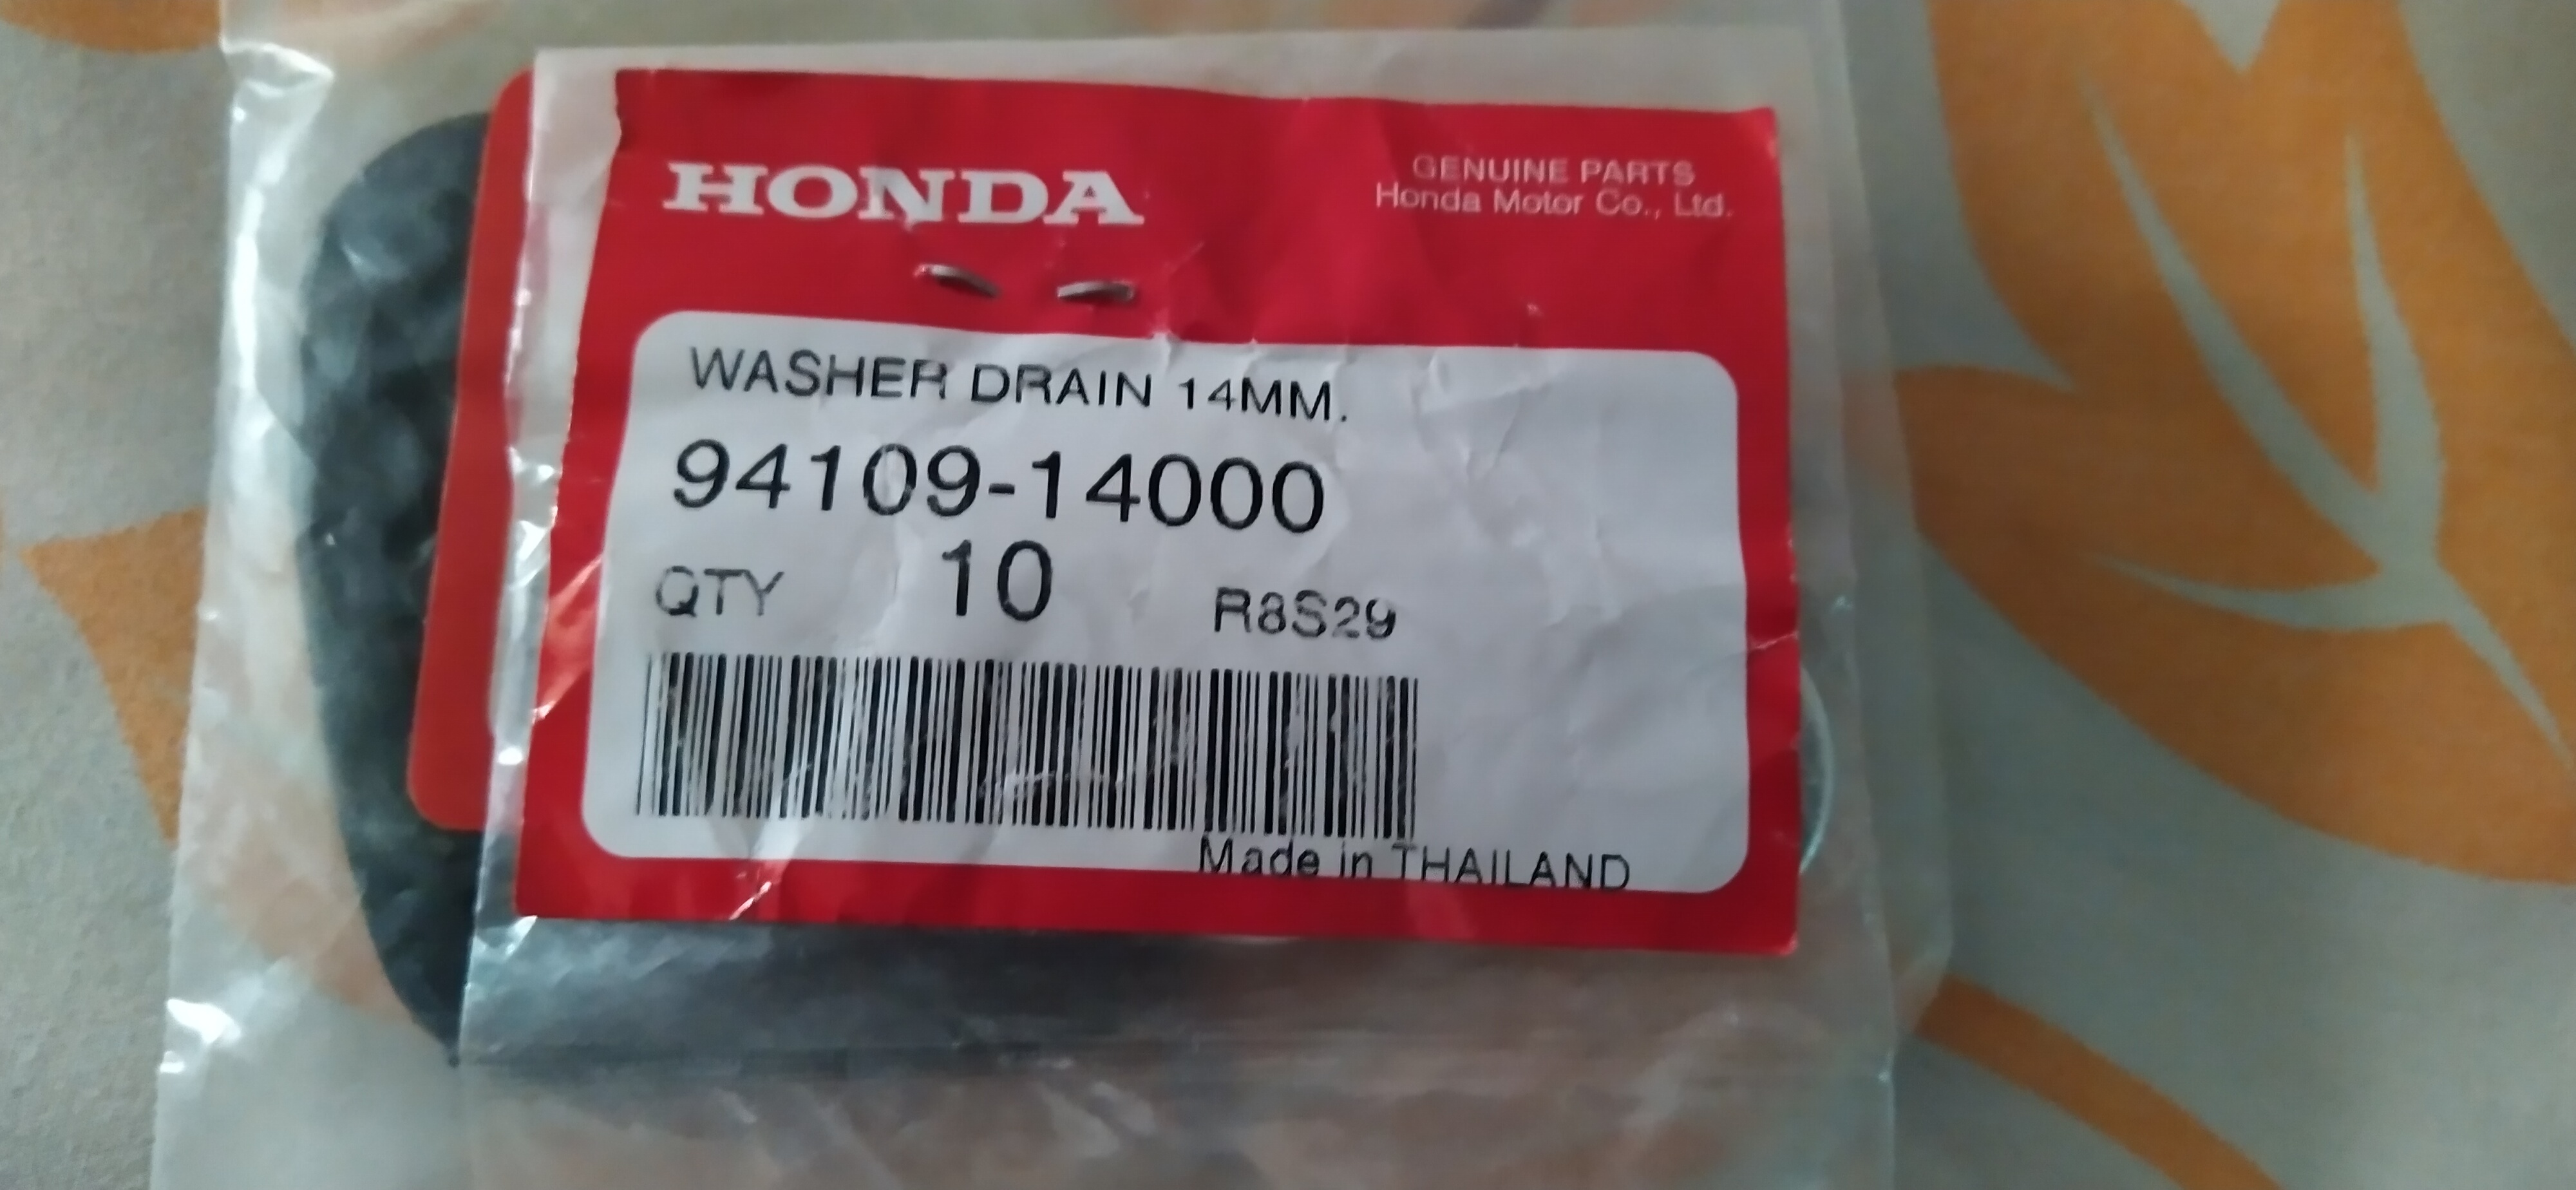 HONDA
GENUINE PARTS
Honda Motor Co., Ltd.
WASHER DRAIN 14MM.
94109-14000
QTY 10 R8S29
Made in THAILAND